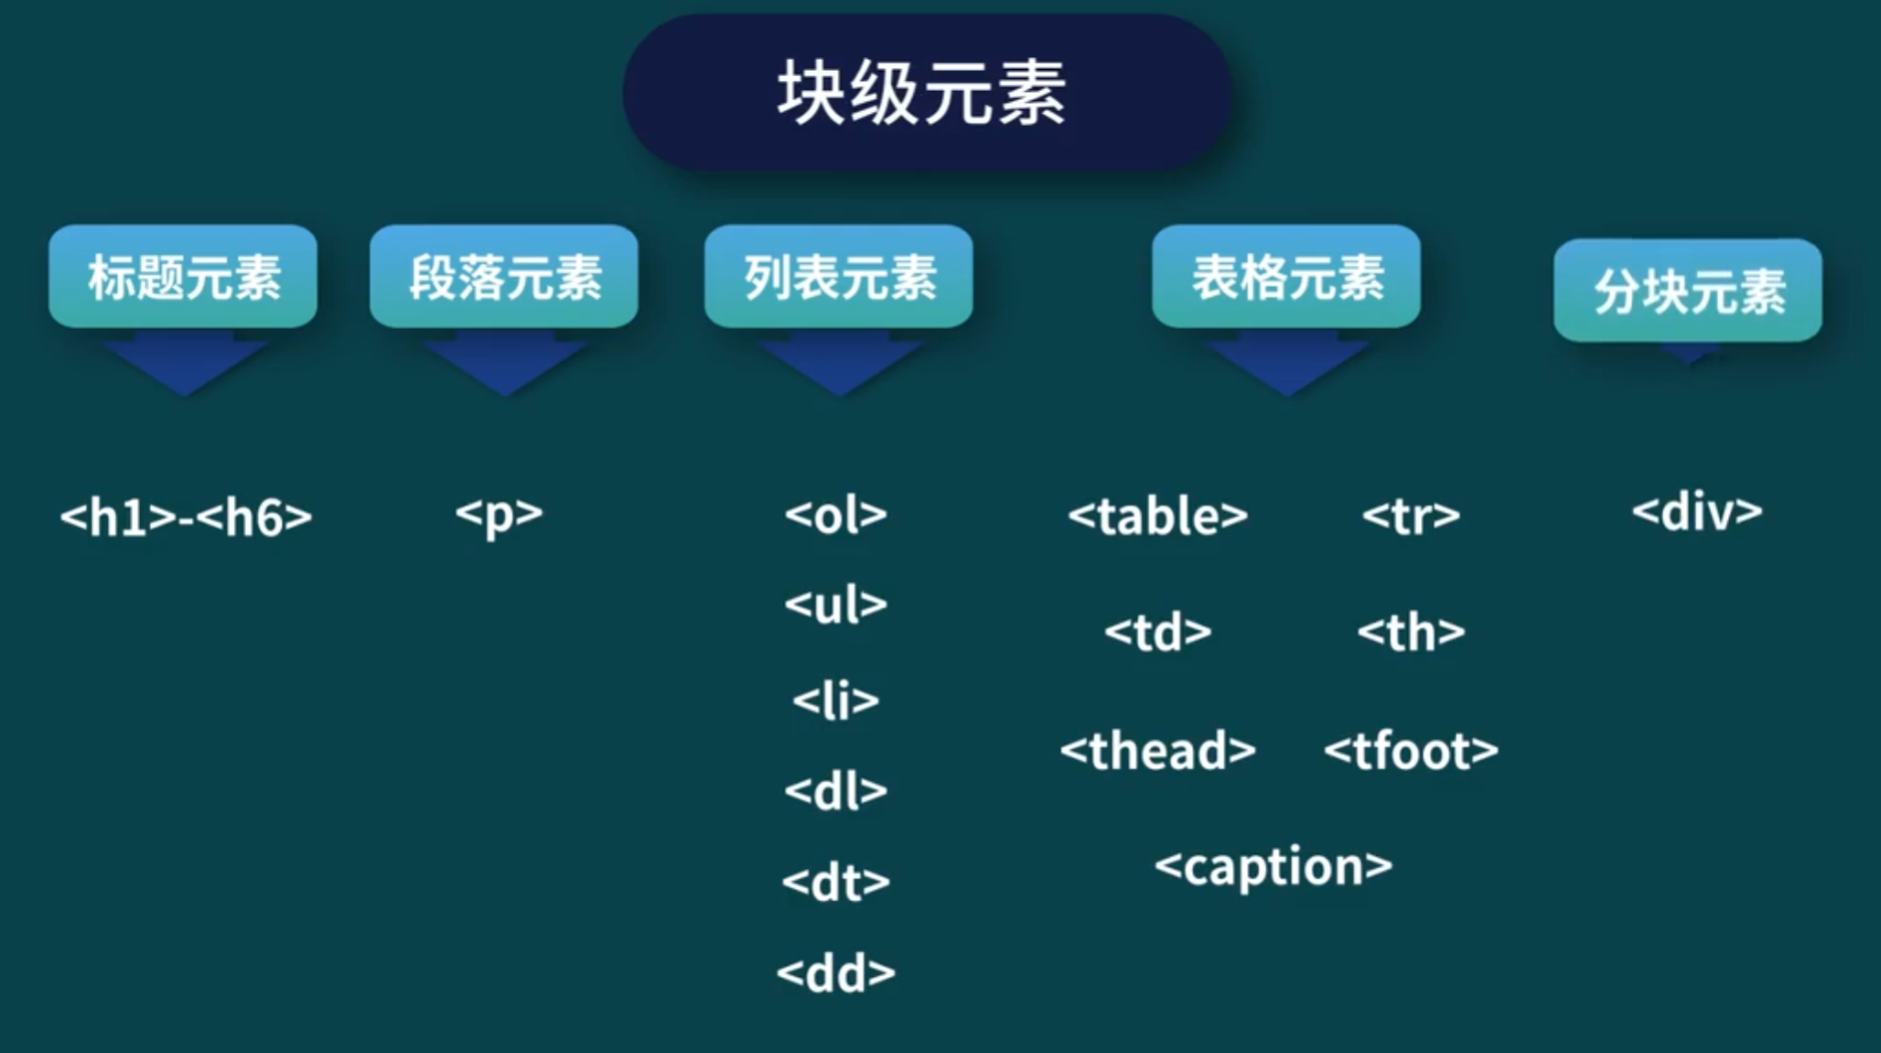 块级元素
标题元素
段落元素
列表元素
表格元素
分块元素
<h1>-<h6>
<p>
<ol>
<ul>
<li>
<dl>
<dt>
<dd>
<table> <tr>
<td> <th>
<thead> <tfoot>
<caption>
<div>